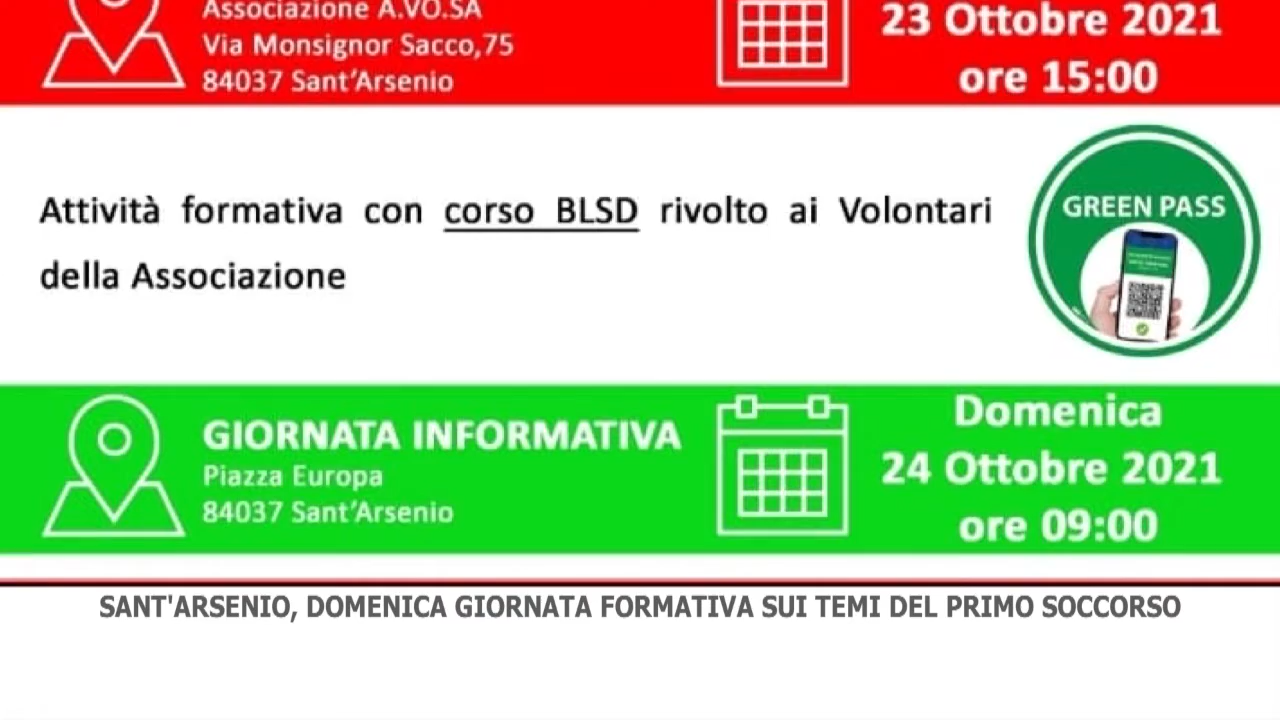 Associazione A.VO.SA
Via Monsignor Sacco,75
84037 Sant'Arsenio
23 Ottobre 2021
ore 15:00
Attività formativa con corso BLSD rivolto ai Volontari
della Associazione
GREEN PASS
GIORNATA INFORMATIVA
Piazza Europa
84037 Sant'Arsenio
Domenica
24 Ottobre 2021
ore 09:00
SANT'ARSENIO, DOMENICA GIORNATA FORMATIVA SUI TEMI DEL PRIMO SOCCORSO